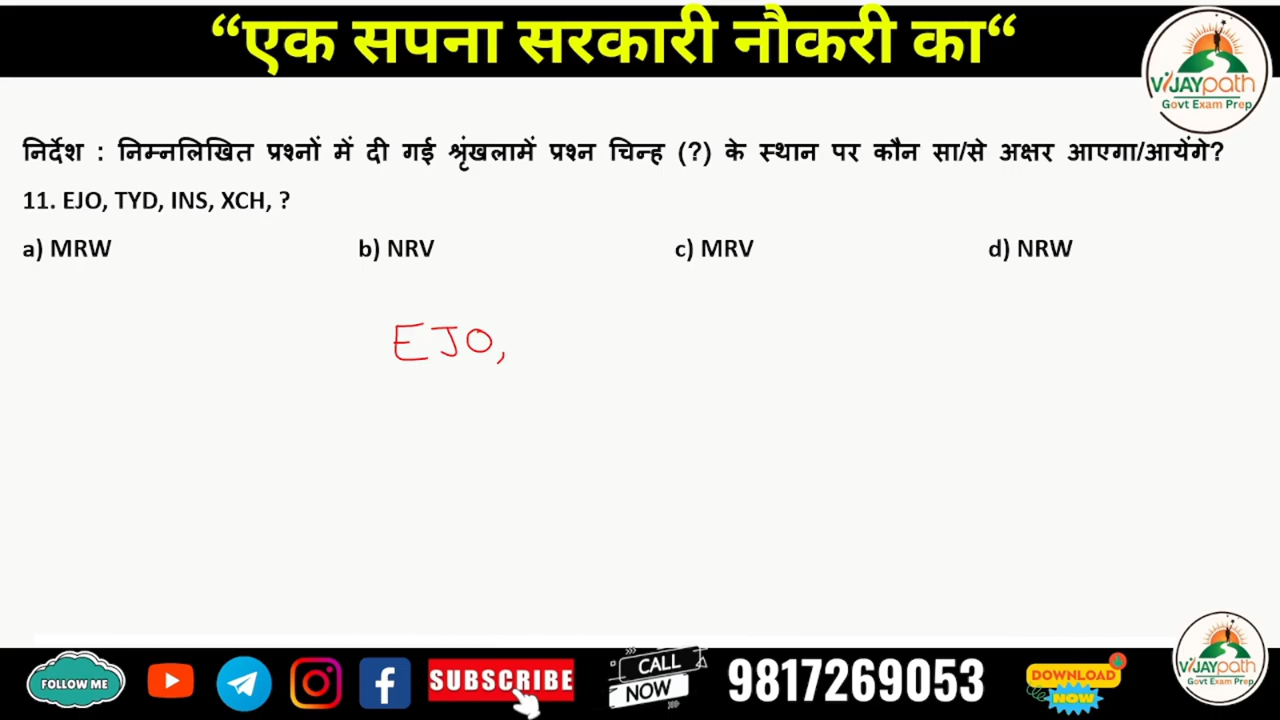 “एक सपना सरकारी नौकरी का“
VIJAYpath
Govt Exam Prep
निर्देश : निम्नलिखित प्रश्नों में दी गई श्रृंखलामें प्रश्न चिन्ह (?) के स्थान पर कौन सा/से अक्षर आएगा/आयेंगे?
11. EJO, TYD, INS, XCH, ?
a) MRW b) NRV c) MRV d) NRW
EJO,
VIJAYpath
Govt Exam Prep
FOLLOW ME
SUBSCRIBE
CALL
NOW
9817269053
DOWNLOAD
NOW